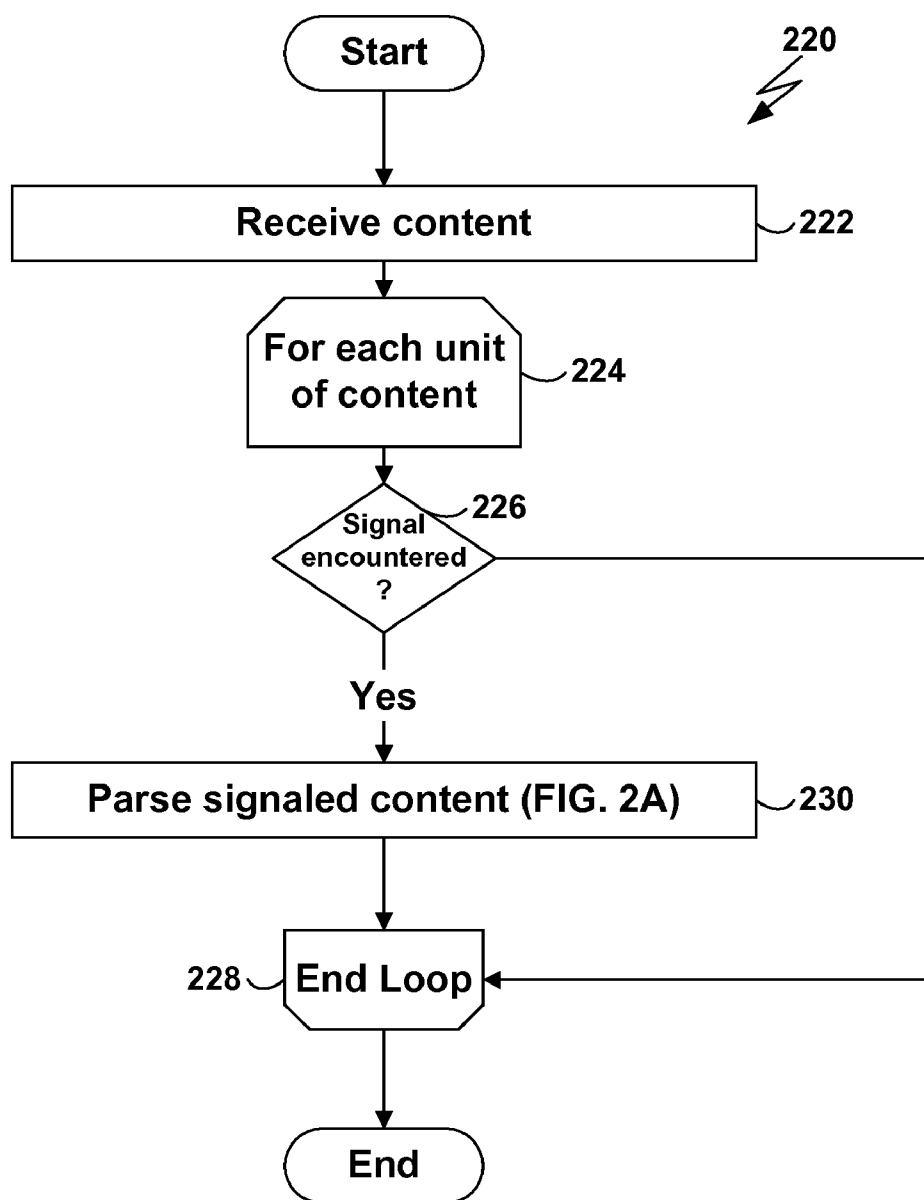 Start
220
Receive content
222
For each unit
of content
224
Signal
encountered
?
226
Yes
Parse signaled content (FIG. 2A)
230
End Loop
228
End